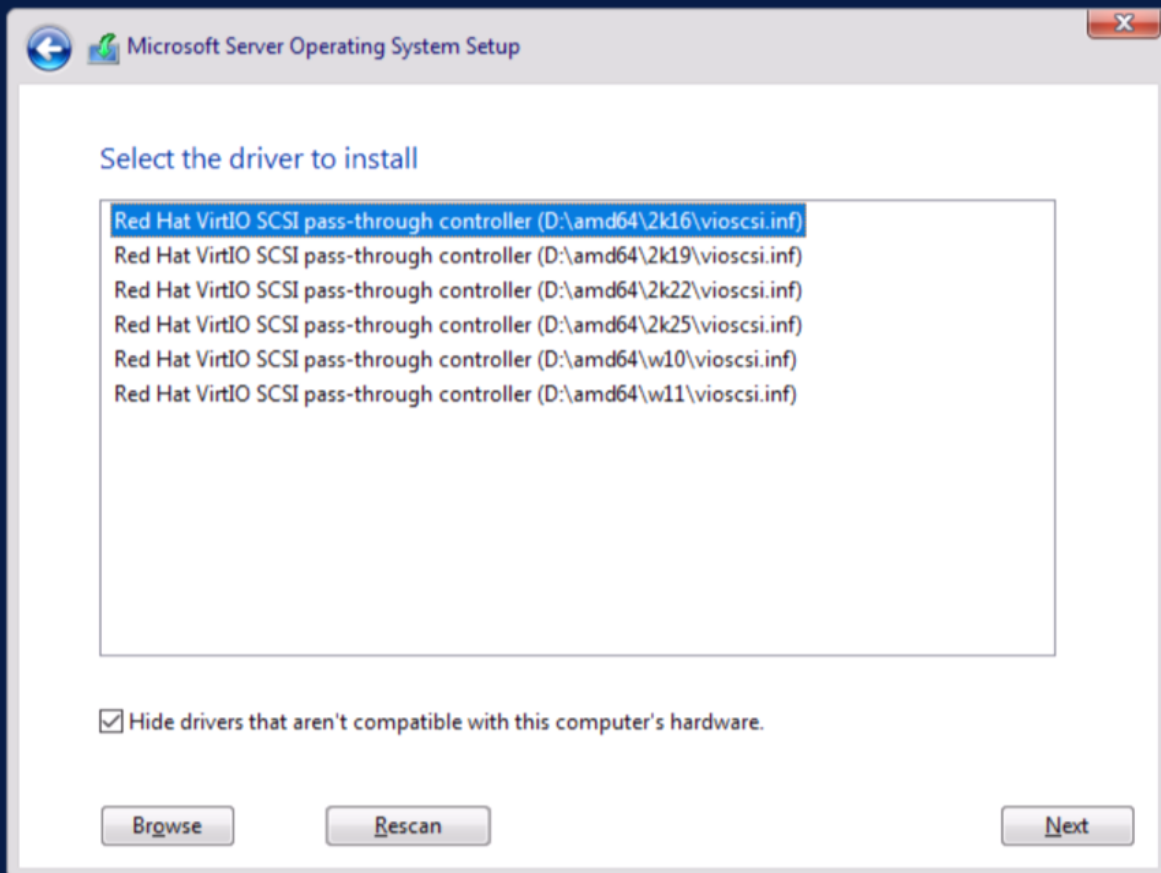 Microsoft Server Operating System Setup
Select the driver to install
Red Hat VirtIO SCSI pass-through controller (D:\amd64\2k16\vioscsi.inf)
Red Hat VirtIO SCSI pass-through controller (D:\amd64\2k19\vioscsi.inf)
Red Hat VirtIO SCSI pass-through controller (D:\amd64\2k22\vioscsi.inf)
Red Hat VirtIO SCSI pass-through controller (D:\amd64\2k25\vioscsi.inf)
Red Hat VirtIO SCSI pass-through controller (D:\amd64\w10\vioscsi.inf)
Red Hat VirtIO SCSI pass-through controller (D:\amd64\w11\vioscsi.inf)
Hide drivers that aren't compatible with this computer's hardware.
Browse Rescan Next